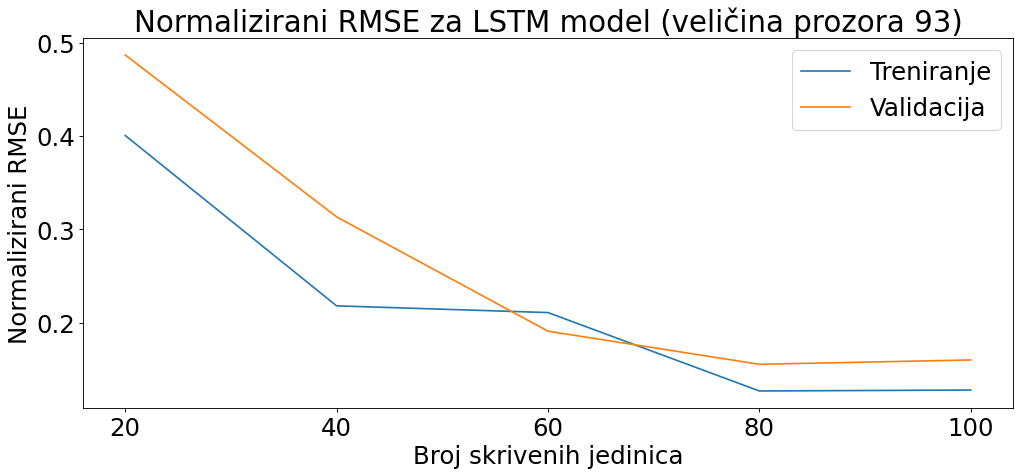 Normalizirani RMSE za LSTM model (veličina prozora 93)
Treniranje
Validacija
Normalizirani RMSE
0.5
0.4
0.3
0.2
20 40 60 80 100
Broj skrivenih jedinica